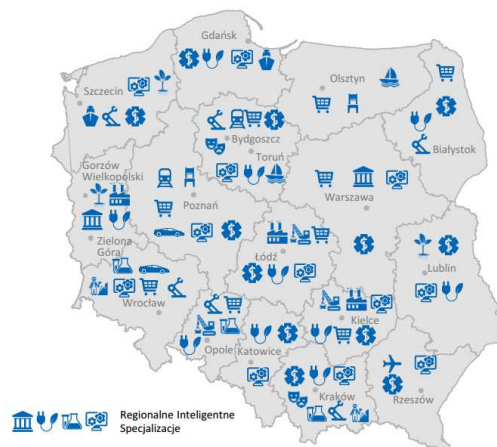 Gdańsk
Olsztyn
Szczecin
Bydgoszcz
Białystok
Toruń
Gorzów
Wielkopolski
Poznań
Warszawa
Zielona
Góra
Łódź
Lublin
Wrocław
Kielce
Opole
Katowice
Kraków
Rzeszów
Regionalne Inteligentne
Specjalizacje